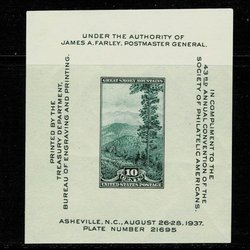 UNDER THE AUTHORITY OF
JAMES A. FARLEY, POSTMASTER GENERAL.
PRINTED BY THE
TREASURY DEPARTMENT,
BUREAU OF ENGRAVING AND PRINTING.
GREAT SMOKY MOUNTAINS
10
CENTS
UNITED STATES POSTAGE
IN COMPLIMENT TO THE
43RD ANNUAL CONVENTION OF THE
SOCIETY OF PHILATELIC AMERICANS.
ASHEVILLE, N.C., AUGUST 26-28, 1937.
PLATE NUMBER 21695